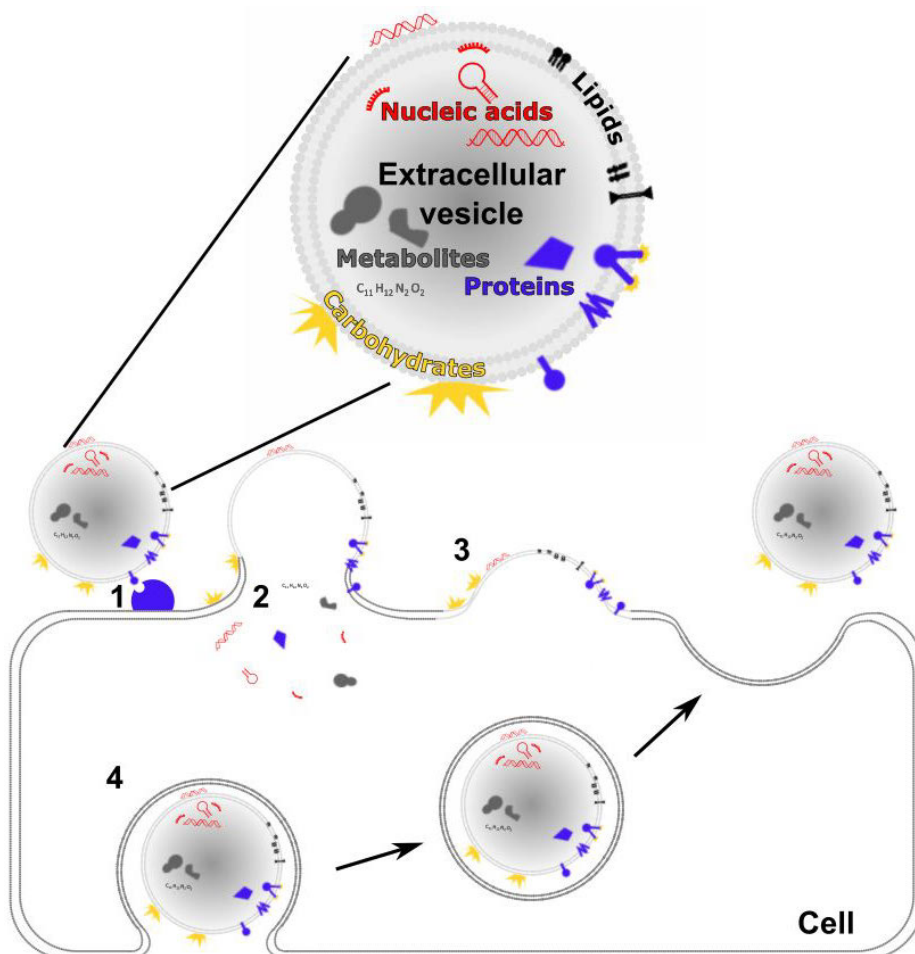 Lipids
Nucleic acids
Extracellular
vesicle
Metabolites
C₁₁H₁₂N₂O₂
Proteins
Carbohydrates
1
2
3
4
Cell